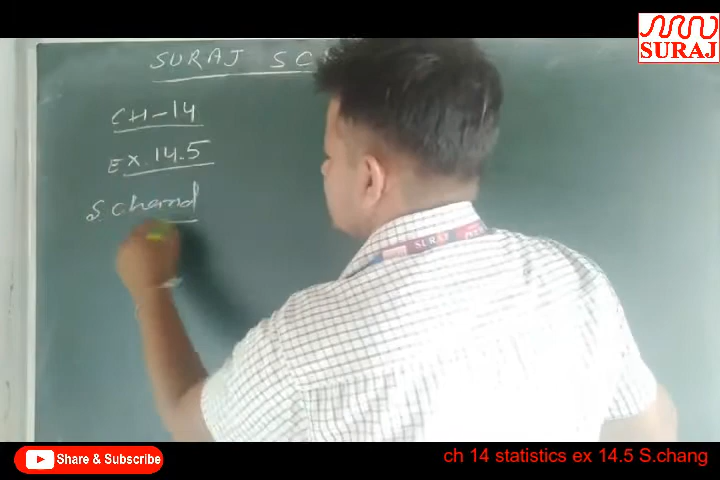 SURAJ
SURAJ SC
CH-14
EX.14.5
S. Chand
SURAJ
Share & Subscribe
ch 14 statistics ex 14.5 S.chang